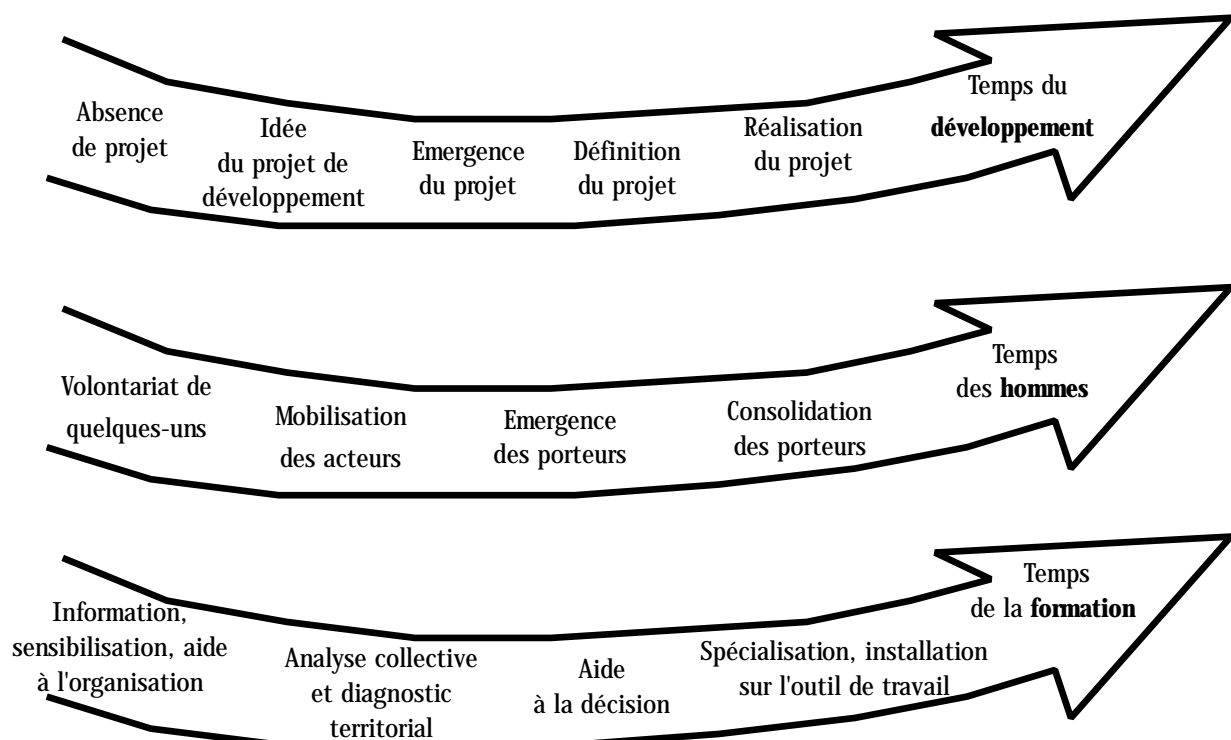 Absence
de projet
Idée
du projet de
développement
Emergence
du projet
Définition
du projet
Réalisation
du projet
Temps du
développement
Volontariat de
quelques-uns
Mobilisation
des acteurs
Emergence
des porteurs
Consolidation
des porteurs
Temps
des hommes
Information,
sensibilisation, aide
à l'organisation
Analyse collective
et diagnostic
territorial
Aide
à la décision
Spécialisation, installation
sur l'outil de travail
Temps
de la formation